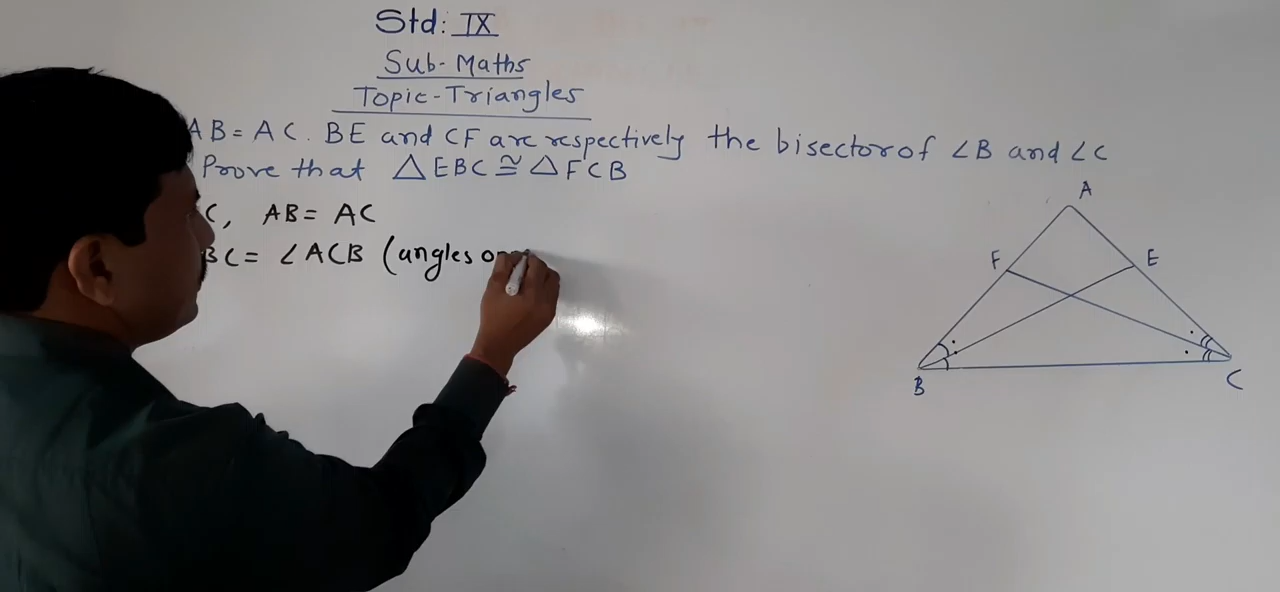 Std: IX
Sub-Maths
Topic-Triangles
AB = AC. BE and CF are respectively the bisector of ∠B and ∠C
Prove that △EBC ≅ △FCB
C, AB = AC
BC = ∠ACB (angles
A
F
E
B
C